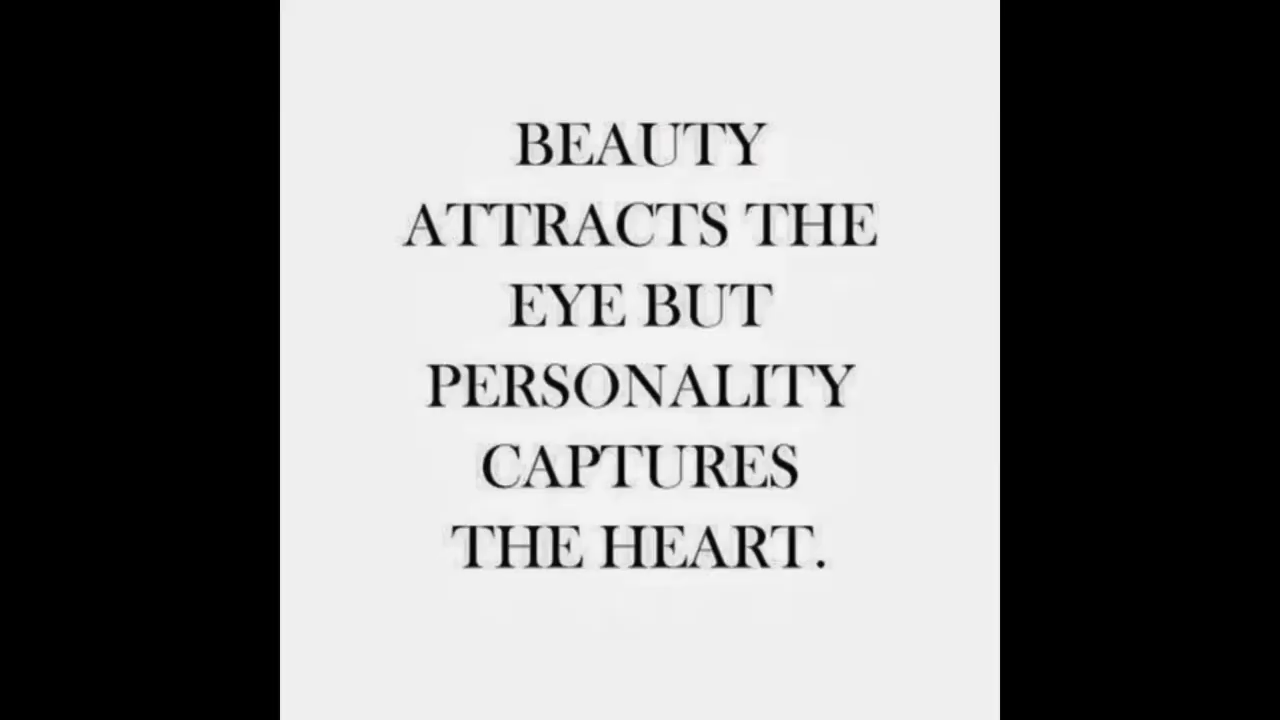 BEAUTY
ATTRACTS THE
EYE BUT
PERSONALITY
CAPTURES
THE HEART.